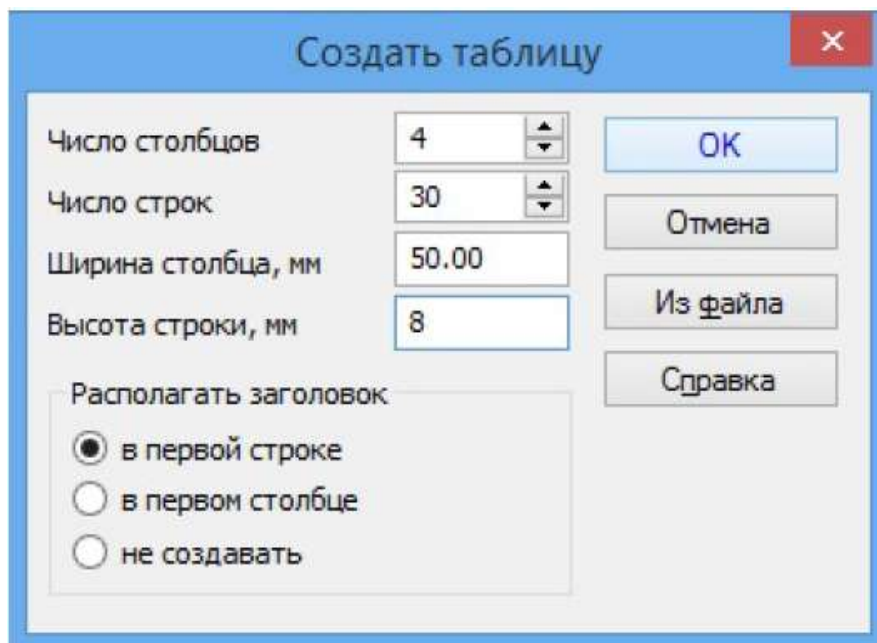 Создать таблицу
Число столбцов 4 OK
Число строк 30 Отмена
Ширина столбца, мм 50.00 Из файла
Высота строки, мм 8 Справка
Располагать заголовок
в первой строке
в первом столбце
не создавать